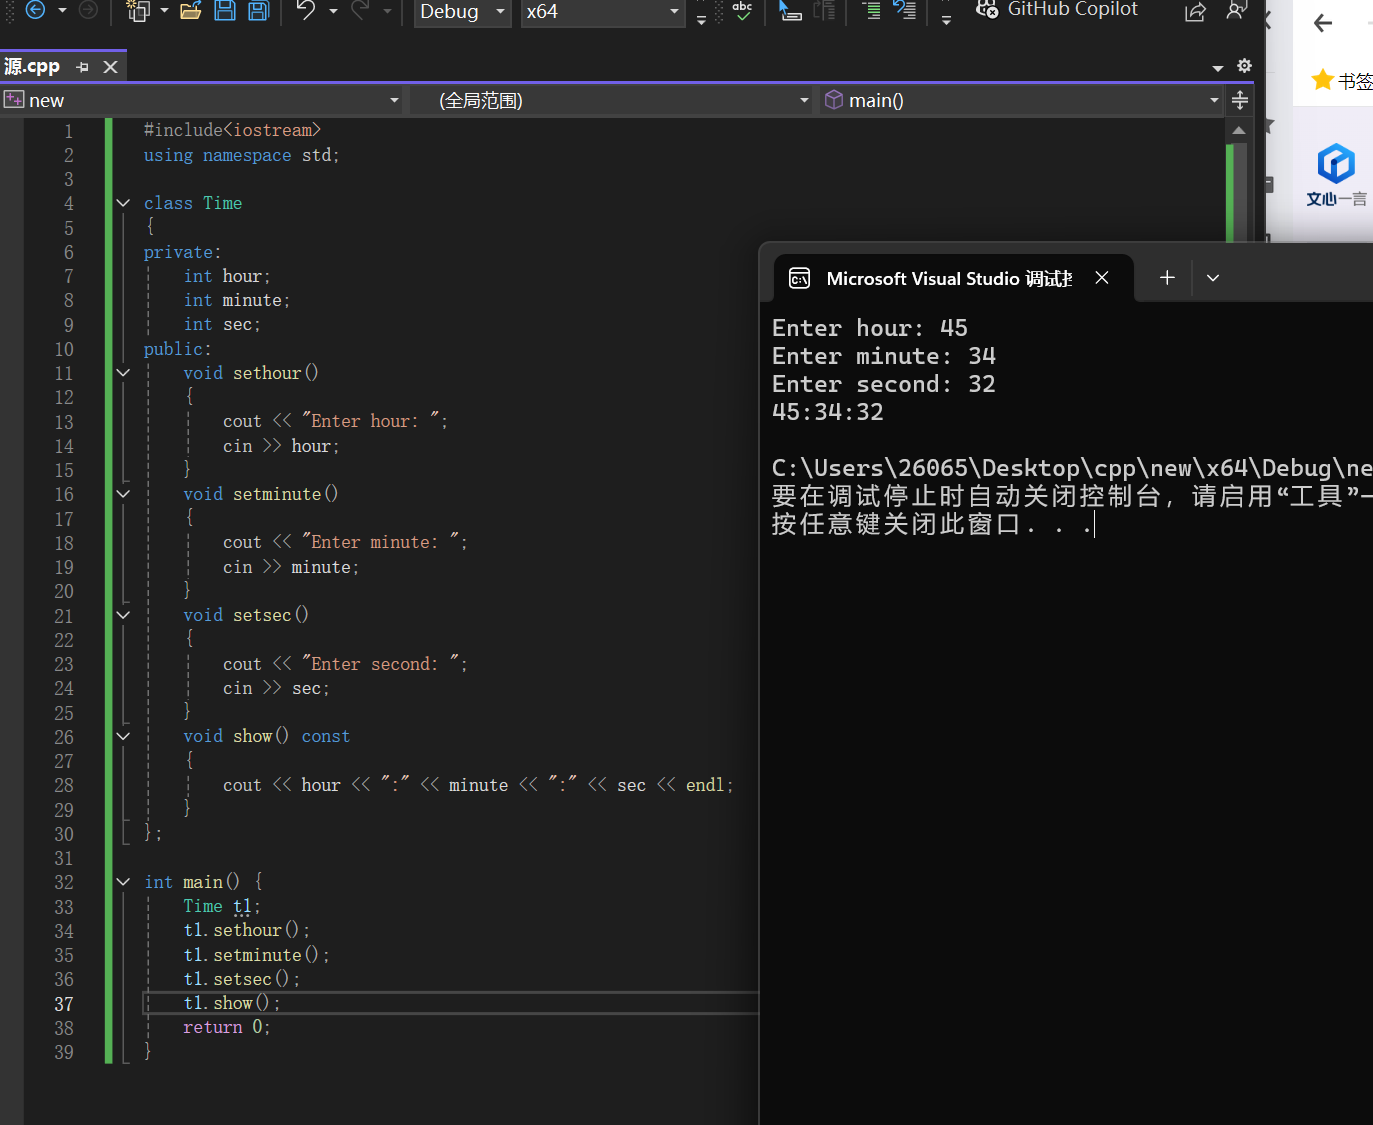 Debug x64 abc GitHub Copilot
源.cpp
书签
new (全局范围) main()
文心一言
1 #include<iostream>
2 using namespace std;
3
4 class Time
5 {
6 private:
7 int hour;
8 int minute;
9 int sec;
10 public:
11 void sethour()
12 {
13 cout << "Enter hour: ";
14 cin >> hour;
15 }
16 void setminute()
17 {
18 cout << "Enter minute: ";
19 cin >> minute;
20 }
21 void setsec()
22 {
23 cout << "Enter second: ";
24 cin >> sec;
25 }
26 void show() const
27 {
28 cout << hour << ":" << minute << ":" << sec << endl;
29 }
30 };
31
32 int main() {
33 Time t1;
34 t1.sethour();
35 t1.setminute();
36 t1.setsec();
37 t1.show();
38 return 0;
39 }
Microsoft Visual Studio 调试
Enter hour: 45
Enter minute: 34
Enter second: 32
45:34:32
C:\Users\26065\Desktop\cpp\new\x64\Debug\ne
要在调试停止时自动关闭控制台，请启用“工具”
按任意键关闭此窗口. . .